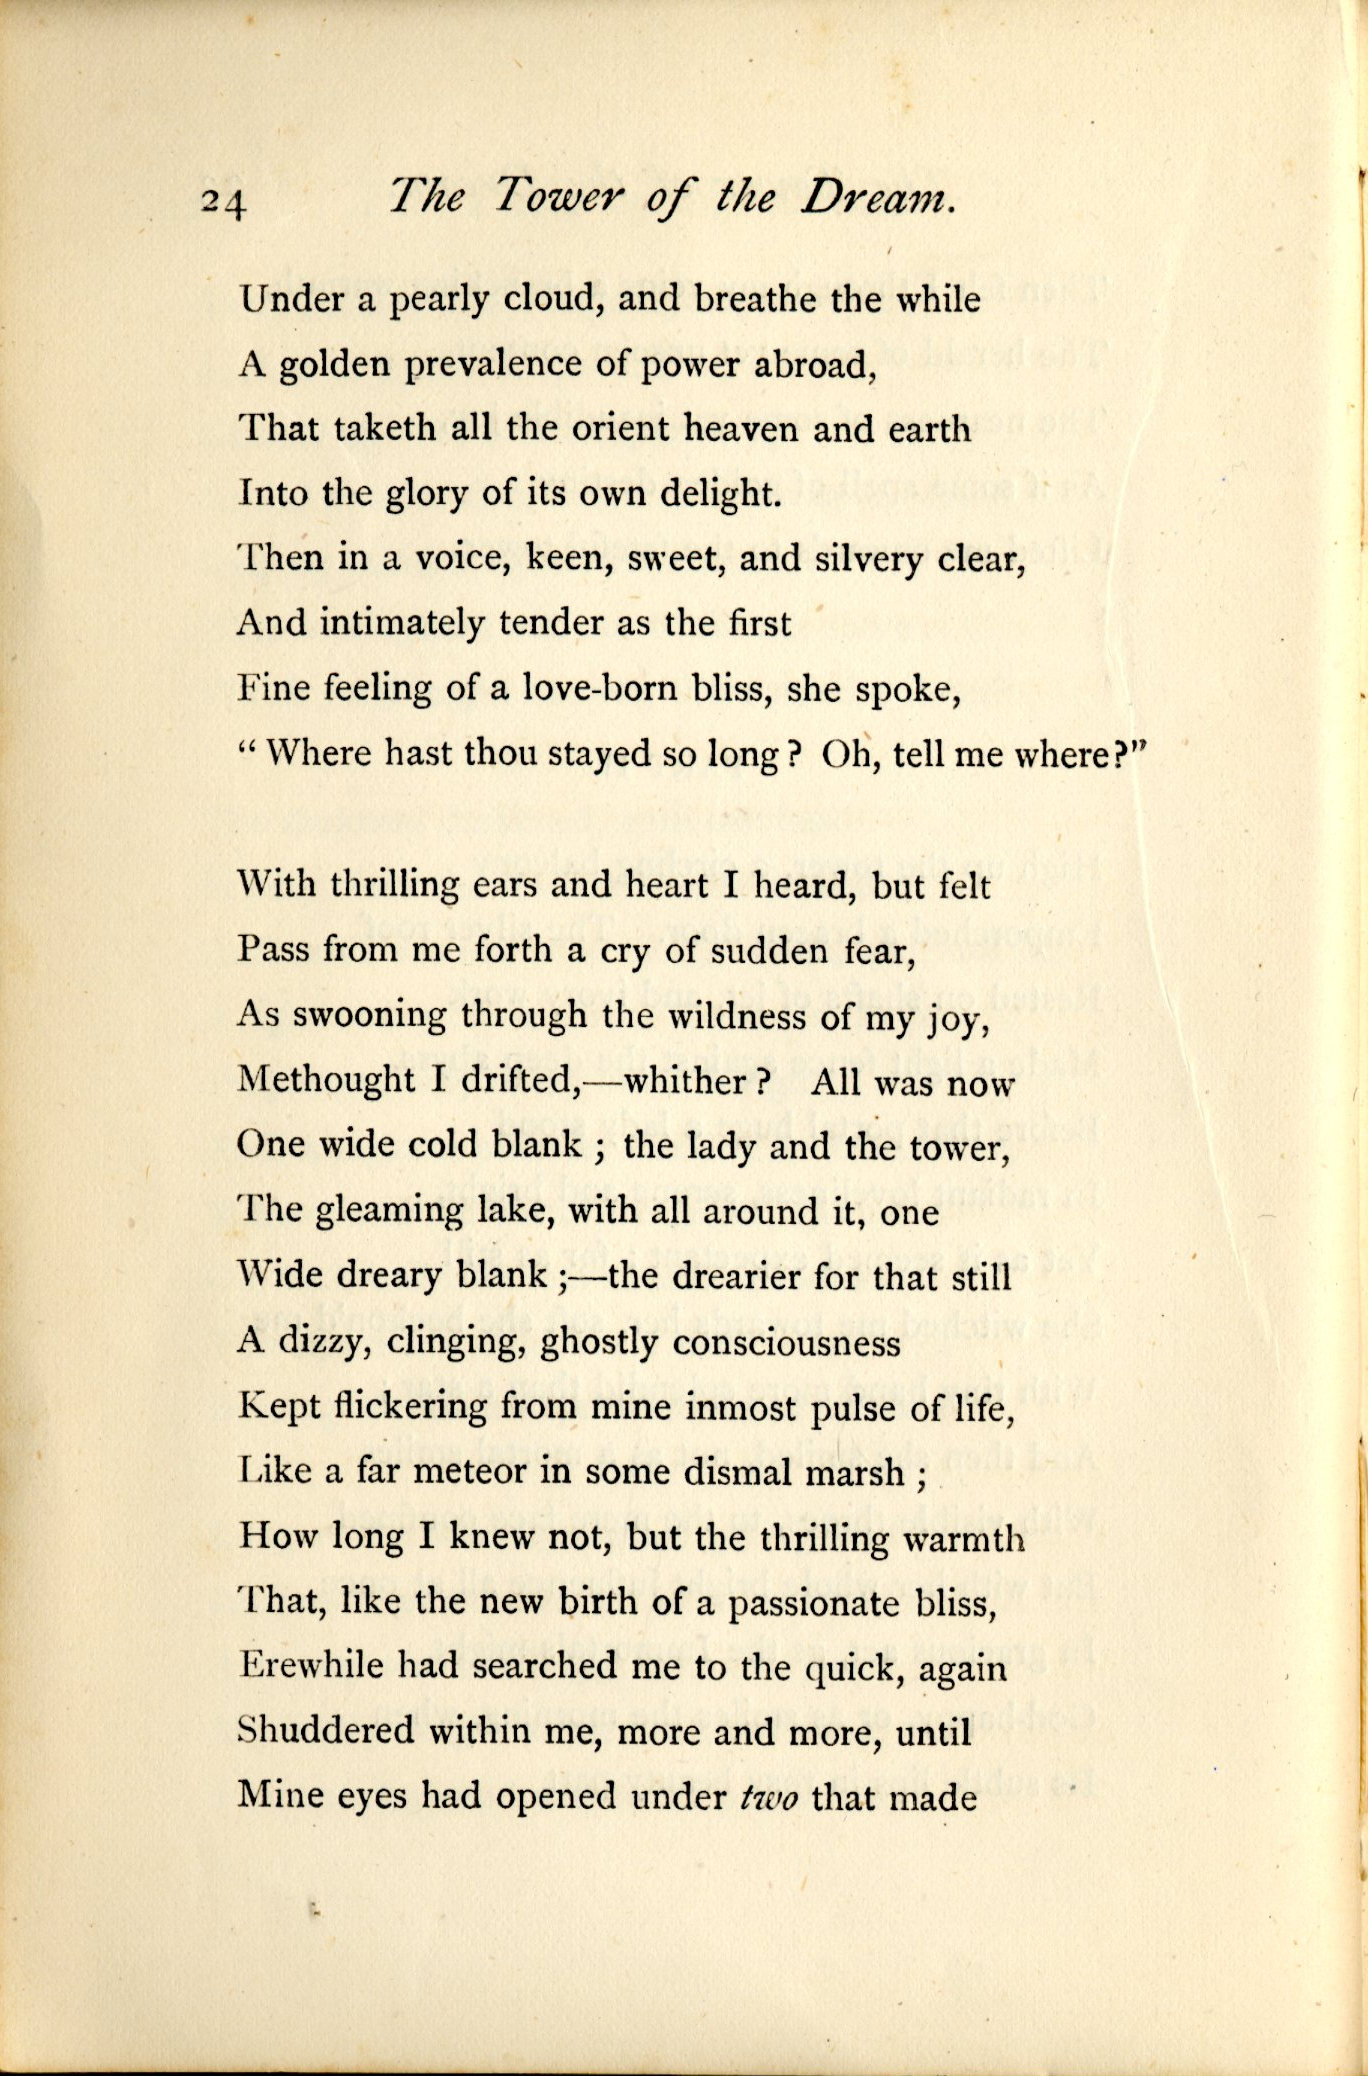 24 The Tower of the Dream.
Under a pearly cloud, and breathe the while
A golden prevalence of power abroad,
That taketh all the orient heaven and earth
Into the glory of its own delight.
Then in a voice, keen, sweet, and silvery clear,
And intimately tender as the first
Fine feeling of a love-born bliss, she spoke,
“ Where hast thou stayed so long ? Oh, tell me where?”
With thrilling ears and heart I heard, but felt
Pass from me forth a cry of sudden fear,
As swooning through the wildness of my joy,
Methought I drifted,—whither ? All was now
One wide cold blank ; the lady and the tower,
The gleaming lake, with all around it, one
Wide dreary blank ;—the drearier for that still
A dizzy, clinging, ghostly consciousness
Kept flickering from mine inmost pulse of life,
Like a far meteor in some dismal marsh ;
How long I knew not, but the thrilling warmth
That, like the new birth of a passionate bliss,
Erewhile had searched me to the quick, again
Shuddered within me, more and more, until
Mine eyes had opened under two that made